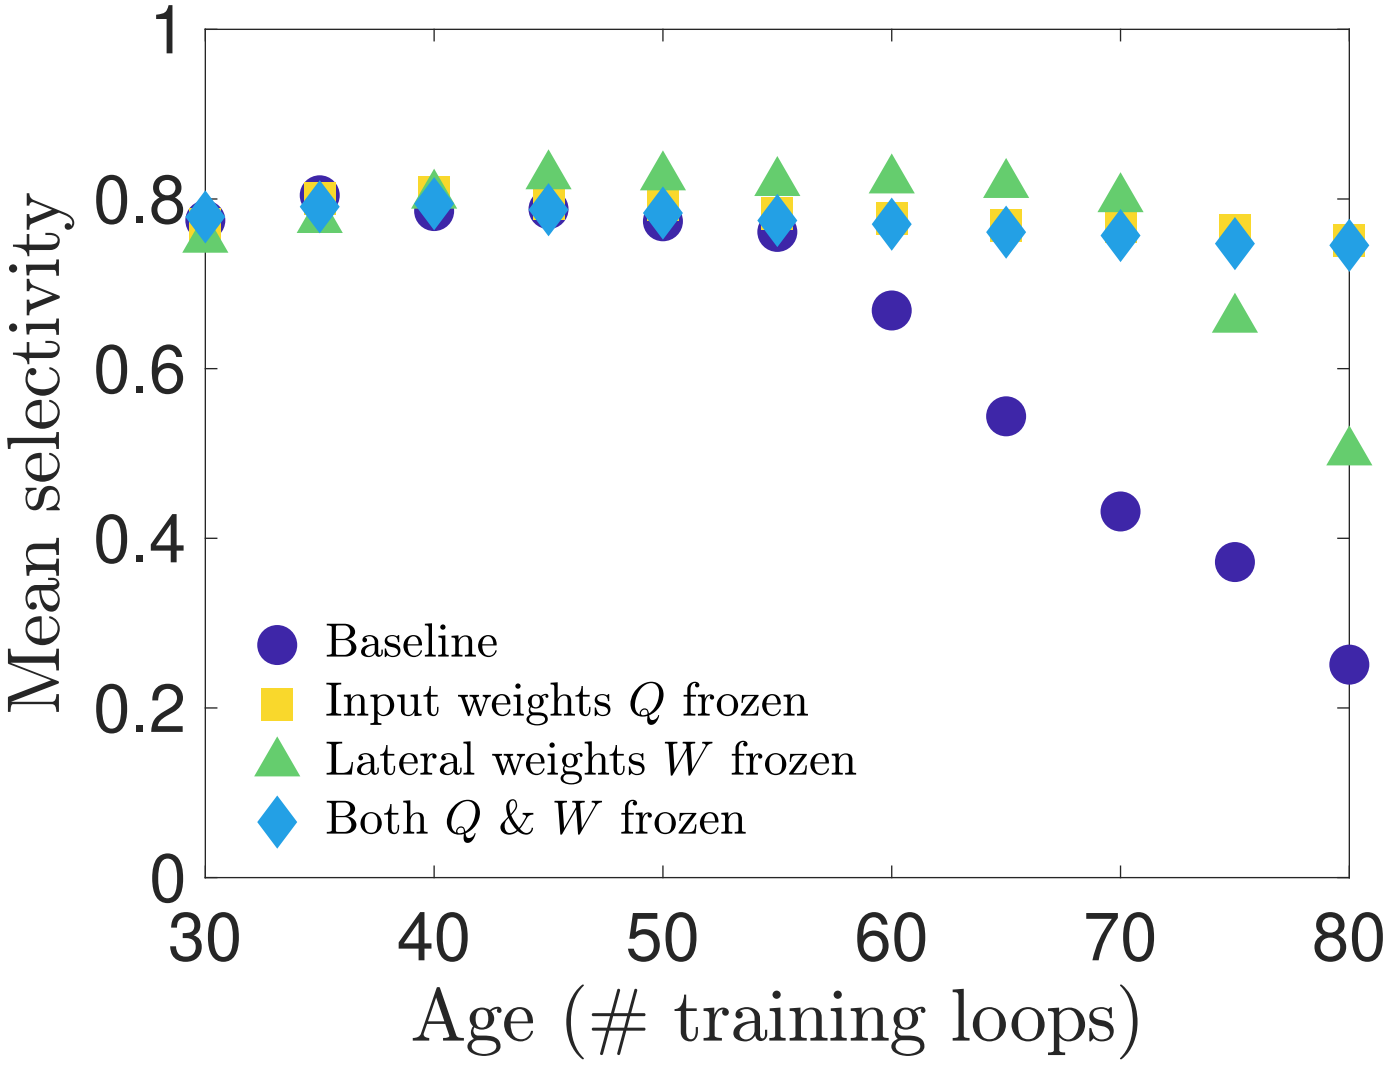 1
0.8
0.6
0.4
0.2
0
Mean selectivity
Baseline
Input weights Q frozen
Lateral weights W frozen
Both Q & W frozen
30 40 50 60 70 80
Age (# training loops)